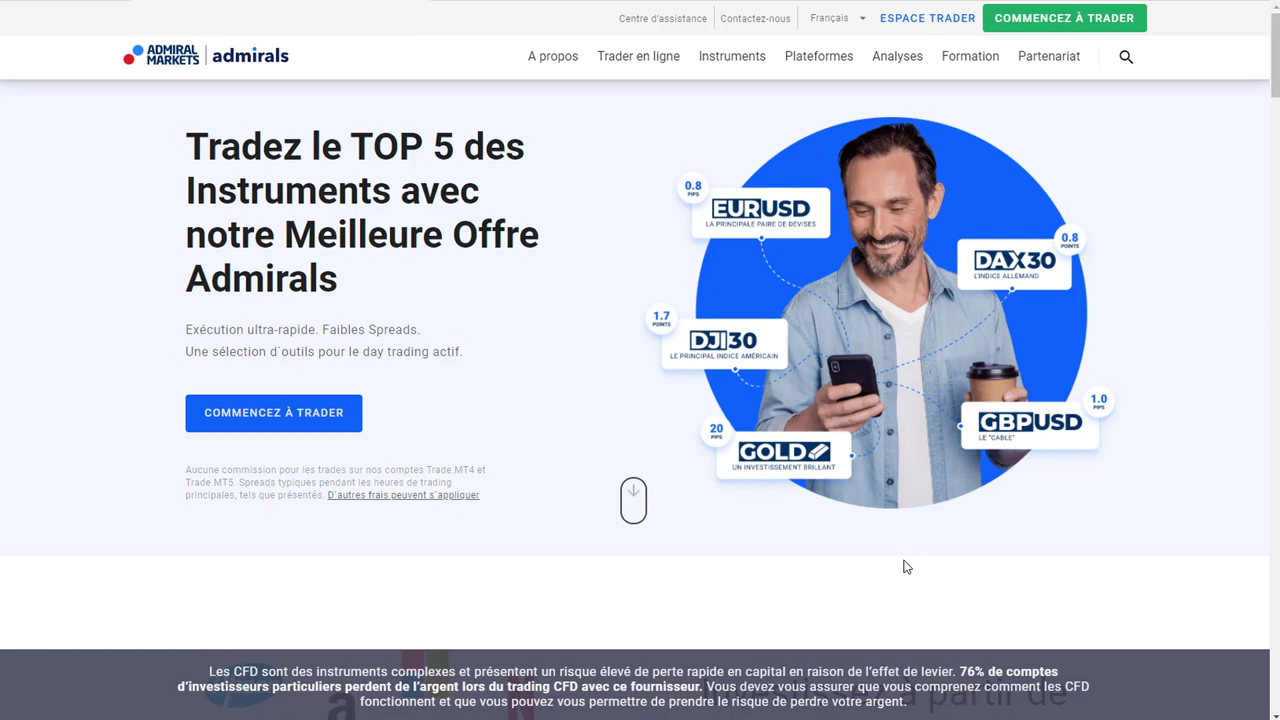 Centre d'assistance
Contactez-nous
Français
ESPACE TRADER
COMMENCEZ À TRADER
ADMIRAL MARKETS
admirals
A propos
Trader en ligne
Instruments
Plateformes
Analyses
Formation
Partenariat
Tradez le TOP 5 des
Instruments avec
notre Meilleure Offre
Admirals
Exécution ultra-rapide. Faibles Spreads.
Une sélection d`outils pour le day trading actif.
COMMENCEZ À TRADER
Aucune commission pour les trades sur nos comptes Trade.MT4 et
Trade.MT5. Spreads typiques pendant les heures de trading
principales, teis que présentés. D'autres frais peuvent s'appliquer
0.8
PIPS
EURUSD
LA PRINCIPALE PAIRE DE DEVISES
0.8
POINTS
DAX30
L'INDICE ALLEMAND
1.7
POINTS
DJI30
LE PRINCIPAL INDICE AMÉRICAIN
1.0
PIPS
GBPUSD
LE "CABLE"
20
PIPS
GOLD
UN INVESTISSEMENT BRILLANT
Les CFD sont des instruments complexes et présentent un risque élevé de perte rapide en capital en raison de l'effet de levier. 76% de comptes
d'investisseurs particuliers perdent de l'argent lors du trading CFD avec ce fournisseur. Vous devez vous assurer que vous comprenez comment les CFD
fonctionnent et que vous pouvez vous permettre de prendre le risque de perdre votre argent.
Investissez à partir de